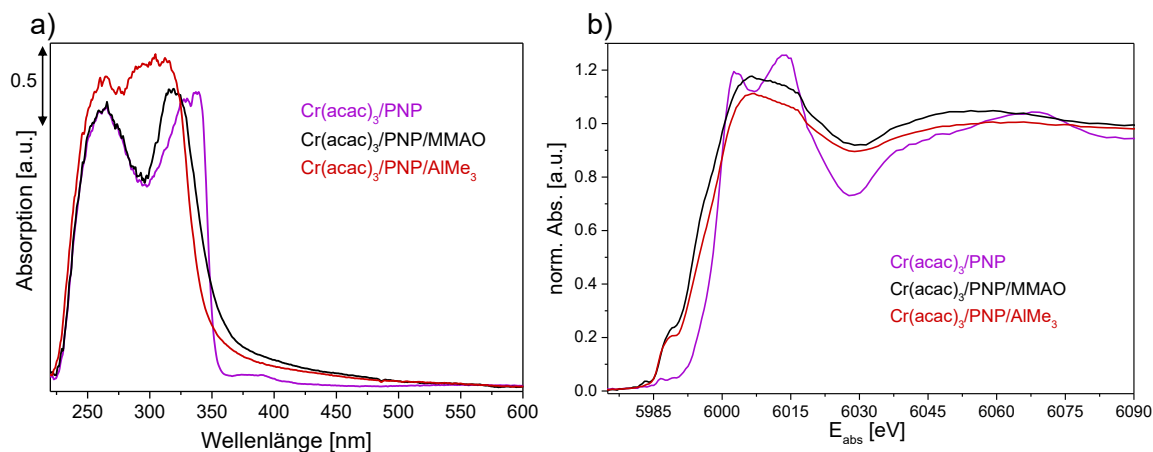 a)
0.5
Absorption [a.u.]
Cr(acac)₃/PNP
Cr(acac)₃/PNP/MMAO
Cr(acac)₃/PNP/AlMe₃
250 300 350 400 450 500 550 600
Wellenlänge [nm]
b)
norm. Abs. [a.u.]
1.2
1.0
0.8
0.6
0.4
0.2
0.0
Cr(acac)₃/PNP
Cr(acac)₃/PNP/MMAO
Cr(acac)₃/PNP/AlMe₃
5985 6000 6015 6030 6045 6060 6075 6090
E_abs [eV]